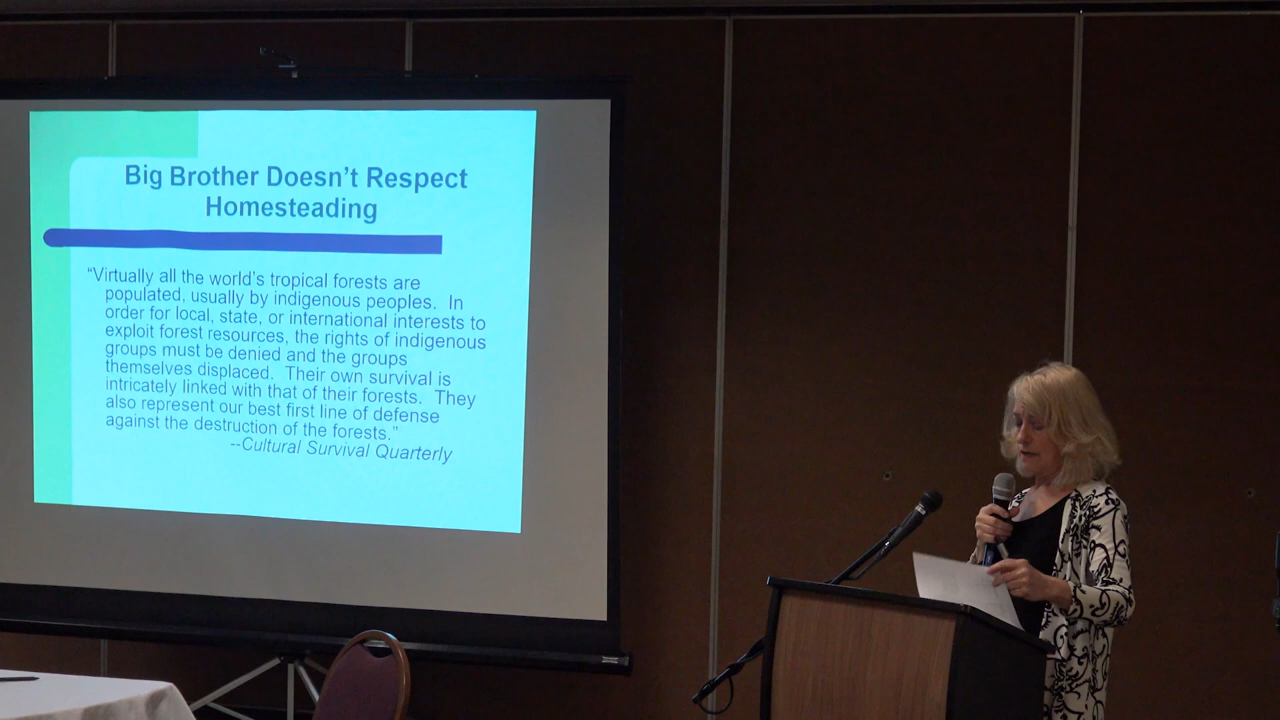 Big Brother Doesn't Respect
Homesteading
“Virtually all the world's tropical forests are
populated, usually by indigenous peoples. In
order for local, state, or international interests to
exploit forest resources, the rights of indigenous
groups must be denied and the groups
themselves displaced. Their own survival is
intricately linked with that of their forests. They
also represent our best first line of defense
against the destruction of the forests.”
--Cultural Survival Quarterly